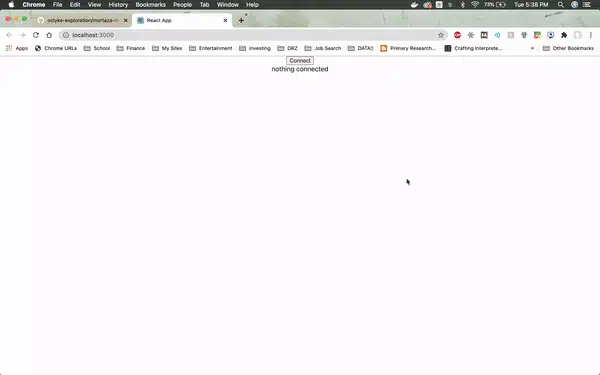 Chrome File Edit View History Bookmarks People Tab Window Help 73% Tue 5:38 PM
octyke-exploration/mortaza-m React App
localhost:3000
Apps Chrome URLs School Finance My Sites Entertainment Investing DRZ Job Search DATA!! Primary Research... Crafting Interprete... Other Bookmarks
Connect
nothing connected